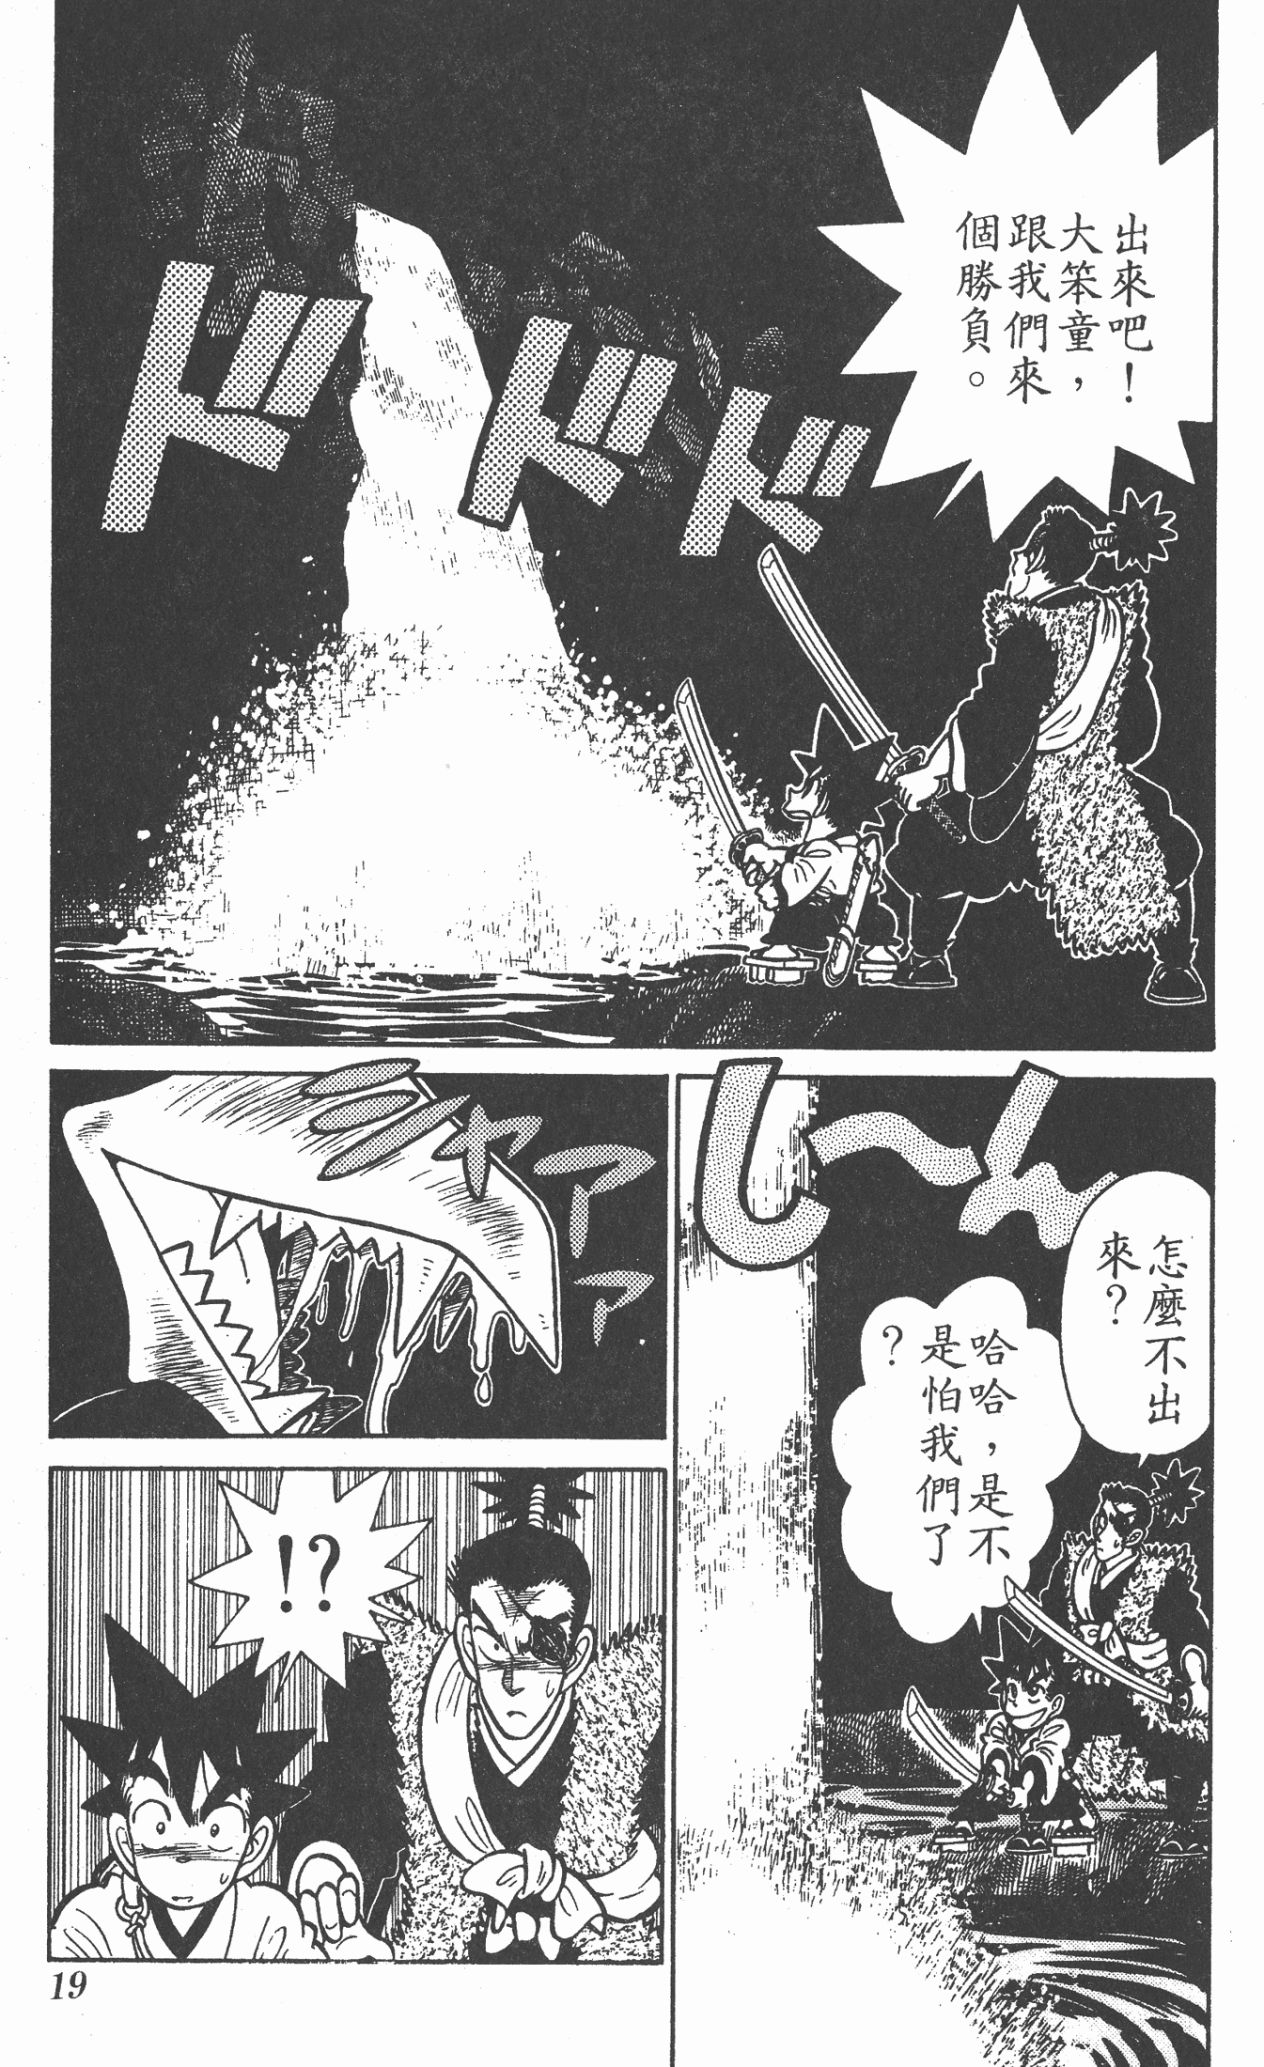 出來吧！
大笨童，
跟我們來
個勝負。
ドドド
し～ん
怎麼不出
來？
哈哈，是不
是怕我們了
？
シャアアア
！？
19